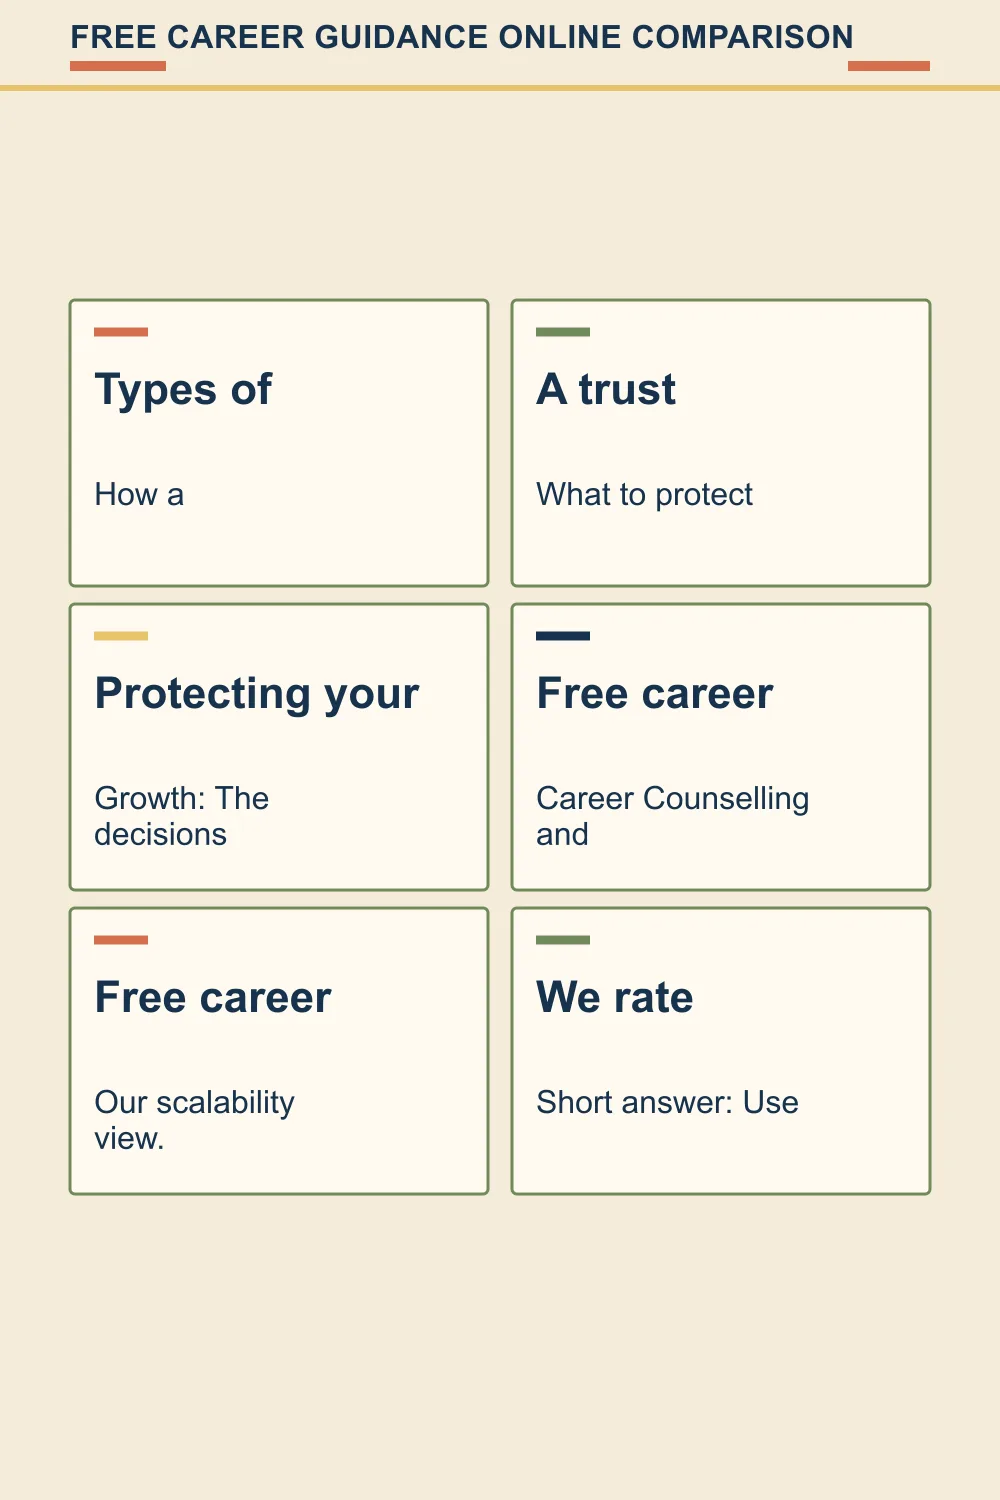 FREE CAREER GUIDANCE ONLINE COMPARISON
Types of
How a
A trust
What to protect
Protecting your
Growth: The
decisions
Free career
Career Counselling
and
Free career
Our scalability
view.
We rate
Short answer: Use